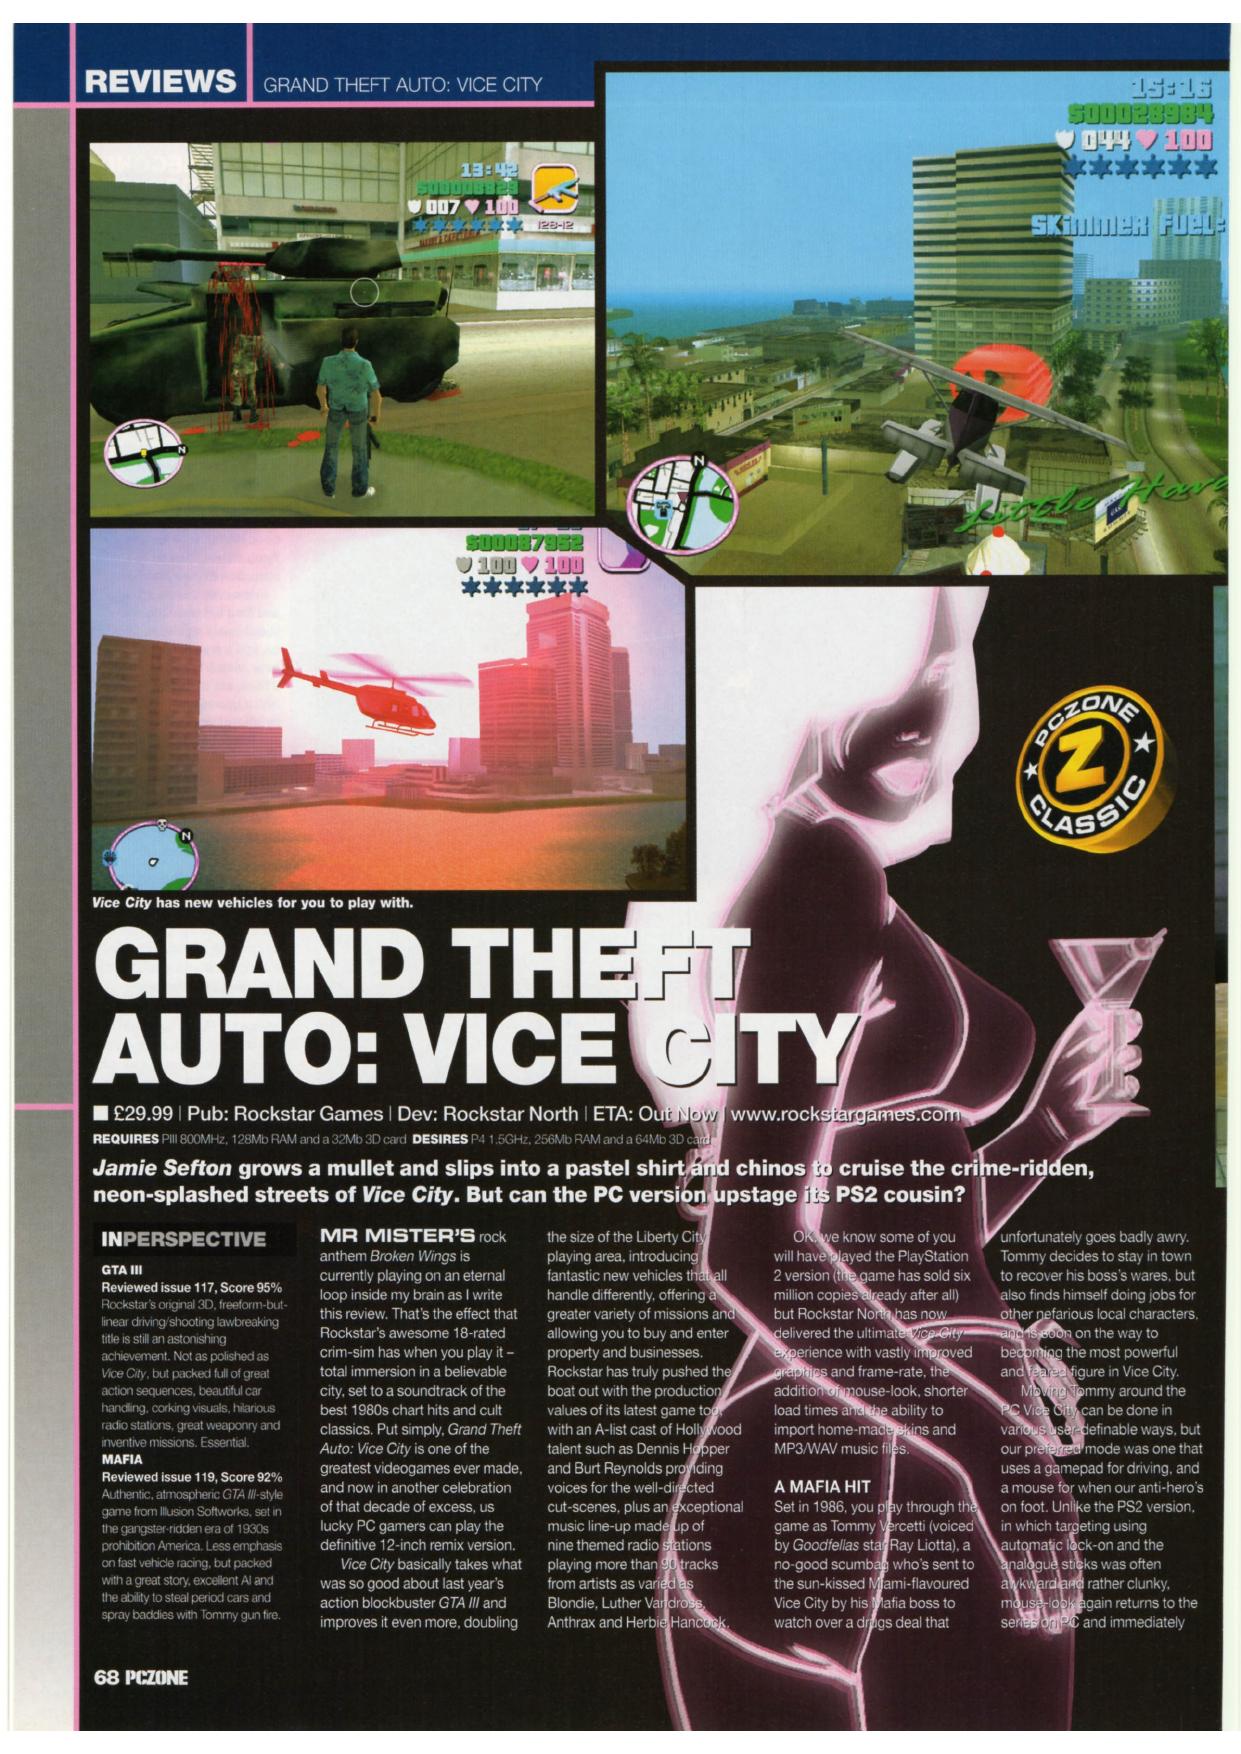 REVIEWS
GRAND THEFT AUTO: VICE CITY
13:42
007 100
128-12
N
15:16
$00028984
044 100
SKimmer FUEL:
N
Little Hava
$00087952
100 100
N
PCZONE
Z
CLASSIC
Vice City has new vehicles for you to play with.
GRAND THEFT
AUTO: VICE CITY
£29.99 | Pub: Rockstar Games | Dev: Rockstar North | ETA: Out Now | www.rockstargames.com
REQUIRES PIII 800MHz, 128Mb RAM and a 32Mb 3D card DESIRES P4 1.5GHz, 256Mb RAM and a 64Mb 3D card
Jamie Sefton grows a mullet and slips into a pastel shirt and chinos to cruise the crime-ridden,
neon-splashed streets of Vice City. But can the PC version upstage its PS2 cousin?
INPERSPECTIVE
GTA III
Reviewed issue 117, Score 95%
Rockstar's original 3D, freeform-but-
linear driving/shooting lawbreaking
title is still an astonishing
achievement. Not as polished as
Vice City, but packed full of great
action sequences, beautiful car
handling, corking visuals, hilarious
radio stations, great weaponry and
inventive missions. Essential.
MAFIA
Reviewed issue 119, Score 92%
Authentic, atmospheric GTA III-style
game from Illusion Softworks, set in
the gangster-ridden era of 1930s
prohibition America. Less emphasis
on fast vehicle racing, but packed
with a great story, excellent AI and
the ability to steal period cars and
spray baddies with Tommy gun fire.
MR MISTER'S rock
anthem Broken Wings is
currently playing on an eternal
loop inside my brain as I write
this review. That's the effect that
Rockstar's awesome 18-rated
crim-sim has when you play it –
total immersion in a believable
city, set to a soundtrack of the
best 1980s chart hits and cult
classics. Put simply, Grand Theft
Auto: Vice City is one of the
greatest videogames ever made,
and now in another celebration
of that decade of excess, us
lucky PC gamers can play the
definitive 12-inch remix version.
Vice City basically takes what
was so good about last year's
action blockbuster GTA III and
improves it even more, doubling
the size of the Liberty City
playing area, introducing
fantastic new vehicles that all
handle differently, offering a
greater variety of missions and
allowing you to buy and enter
property and businesses.
Rockstar has truly pushed the
boat out with the production
values of its latest game too,
with an A-list cast of Hollywood
talent such as Dennis Hopper
and Burt Reynolds providing
voices for the well-directed
cut-scenes, plus an exceptional
music line-up made up of
nine themed radio stations
playing more than 90 tracks
from artists as varied as
Blondie, Luther Vandross,
Anthrax and Herbie Hancock.
OK, we know some of you
will have played the PlayStation
2 version (the game has sold six
million copies already after all)
but Rockstar North has now
delivered the ultimate Vice City
experience with vastly improved
graphics and frame-rate, the
addition of mouse-look, shorter
load times and the ability to
import home-made skins and
MP3/WAV music files.
A MAFIA HIT
Set in 1986, you play through the
game as Tommy Vercetti (voiced
by Goodfellas star Ray Liotta), a
no-good scumbag who's sent to
the sun-kissed Miami-flavoured
Vice City by his Mafia boss to
watch over a drugs deal that
unfortunately goes badly awry.
Tommy decides to stay in town
to recover his boss's wares, but
also finds himself doing jobs for
other nefarious local characters,
and is soon on the way to
becoming the most powerful
and feared figure in Vice City.
Moving Tommy around the
PC Vice City can be done in
various user-definable ways, but
our preferred mode was one that
uses a gamepad for driving, and
a mouse for when our anti-hero's
on foot. Unlike the PS2 version,
in which targeting using
automatic lock-on and the
analogue sticks was often
awkward and rather clunky,
mouse-look again returns to the
series on PC and immediately
68 PCZONE